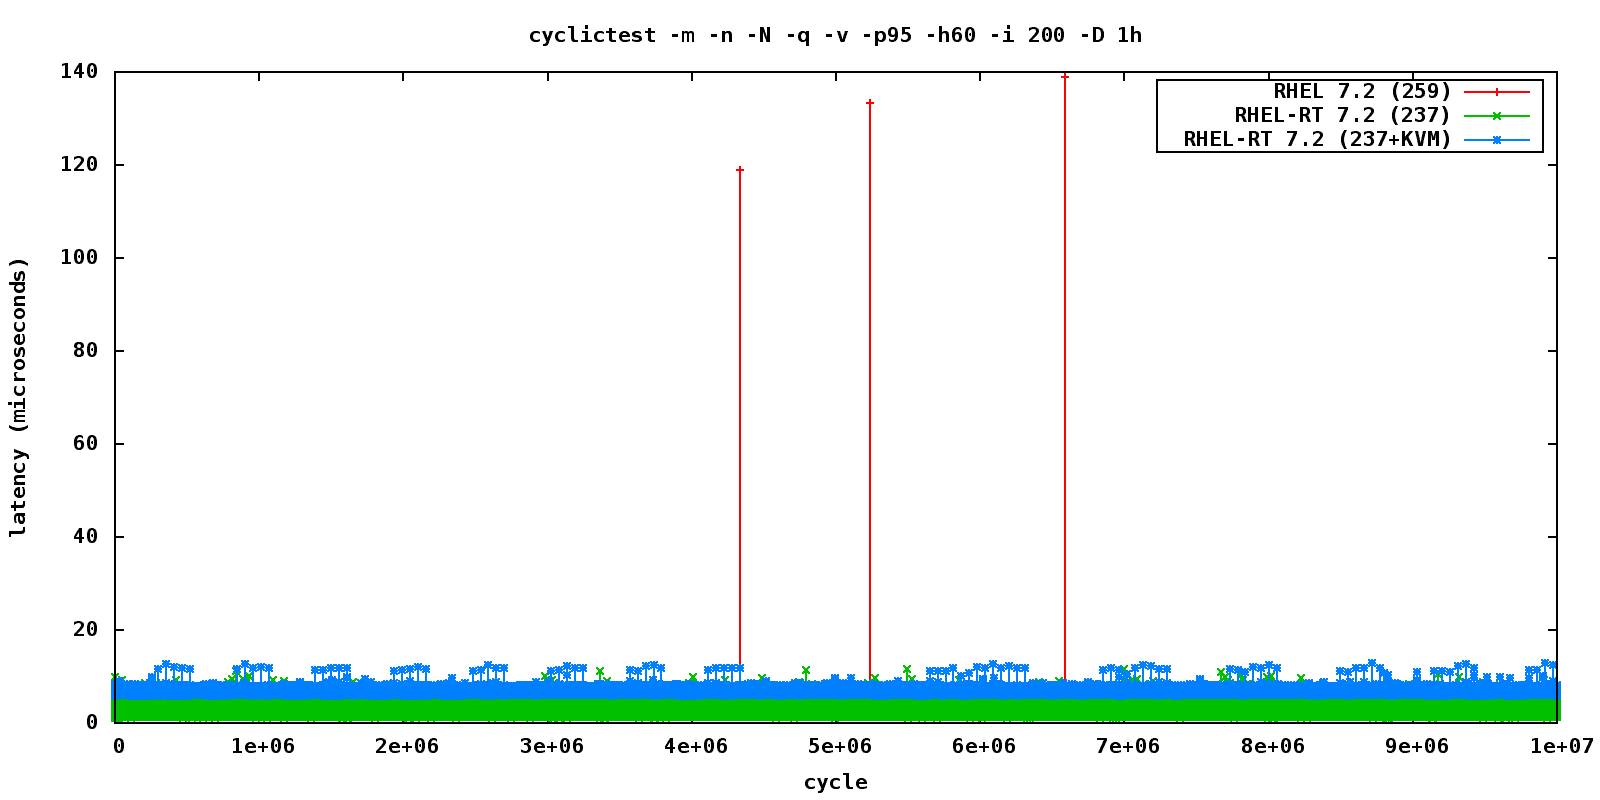 cyclictest -m -n -N -q -v -p95 -h60 -i 200 -D 1h
140
RHEL 7.2 (259)
RHEL-RT 7.2 (237)
RHEL-RT 7.2 (237+KVM)
120
100
80
60
40
20
0
latency (microseconds)
0 1e+06 2e+06 3e+06 4e+06 5e+06 6e+06 7e+06 8e+06 9e+06 1e+07
cycle